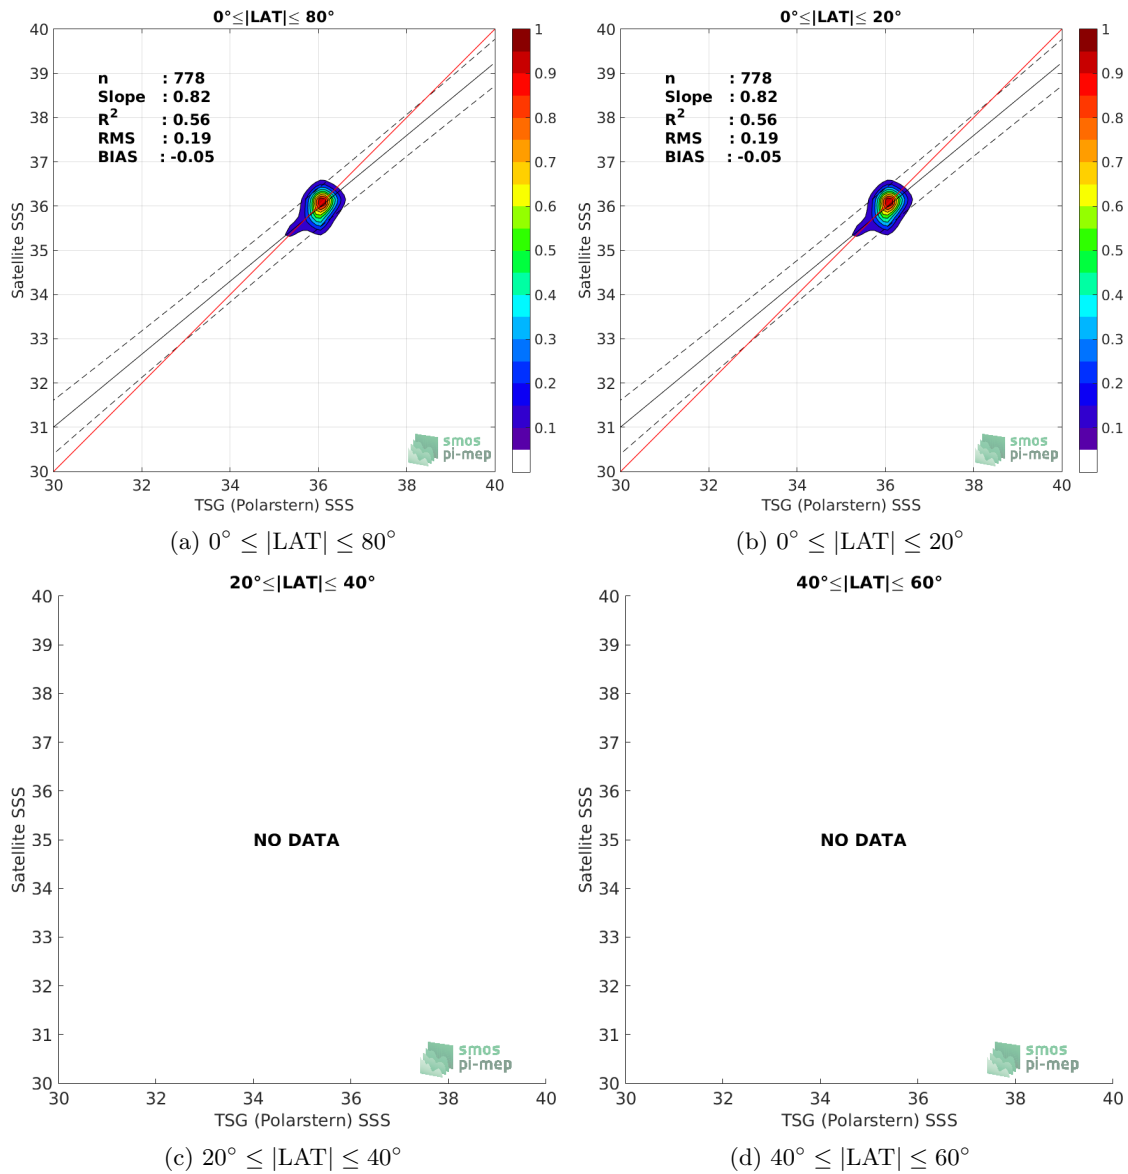 0°≤|LAT|≤ 80°
40
39
38
37
36
35
34
33
32
31
30
Satellite SSS
n : 778
Slope : 0.82
R² : 0.56
RMS : 0.19
BIAS : -0.05
smos
pi-mep
30 32 34 36 38 40
TSG (Polarstern) SSS
1
0.9
0.8
0.7
0.6
0.5
0.4
0.3
0.2
0.1
(a) 0° ≤ |LAT| ≤ 80°
0°≤|LAT|≤ 20°
40
39
38
37
36
35
34
33
32
31
30
Satellite SSS
n : 778
Slope : 0.82
R² : 0.56
RMS : 0.19
BIAS : -0.05
smos
pi-mep
30 32 34 36 38 40
TSG (Polarstern) SSS
1
0.9
0.8
0.7
0.6
0.5
0.4
0.3
0.2
0.1
(b) 0° ≤ |LAT| ≤ 20°
20°≤|LAT|≤ 40°
40
39
38
37
36
35
34
33
32
31
30
Satellite SSS
NO DATA
smos
pi-mep
30 32 34 36 38 40
TSG (Polarstern) SSS
(c) 20° ≤ |LAT| ≤ 40°
40°≤|LAT|≤ 60°
40
39
38
37
36
35
34
33
32
31
30
Satellite SSS
NO DATA
smos
pi-mep
30 32 34 36 38 40
TSG (Polarstern) SSS
(d) 40° ≤ |LAT| ≤ 60°